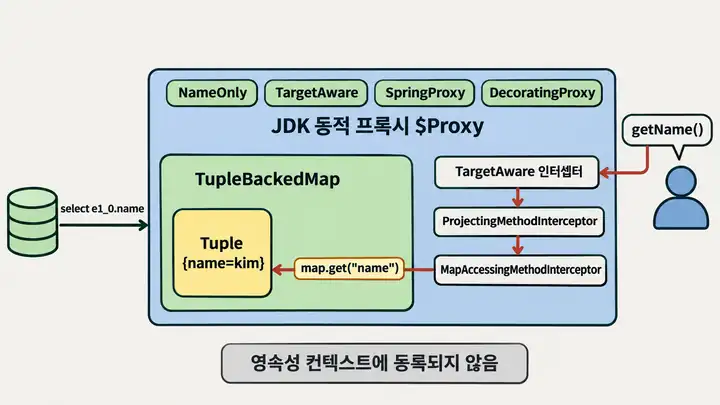 NameOnly
TargetAware
SpringProxy
DecoratingProxy
JDK 동적 프록시 $Proxy
getName()
TargetAware 인터셉터
TupleBackedMap
select e1_0.name
ProjectingMethodInterceptor
Tuple
{name=kim}
map.get("name")
MapAccessingMethodInterceptor
영속성 컨텍스트에 등록되지 않음